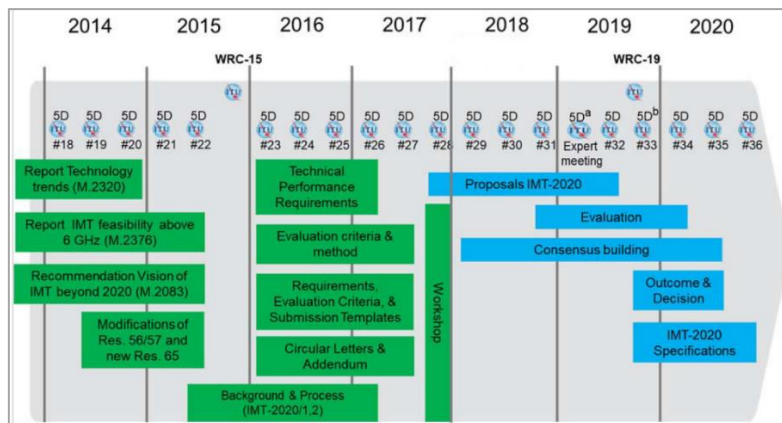 2014 2015 2016 2017 2018 2019 2020
WRC-15 WRC-19
5D 5D 5D 5D 5D 5D 5D 5D 5D 5D 5D 5D 5D 5Dᵃ 5D 5Dᵇ 5D 5D 5D
#18 #19 #20 #21 #22 #23 #24 #25 #26 #27 #28 #29 #30 #31 Expert #32 #33 #34 #35 #36
meeting
Report Technology
trends (M.2320)
Technical
Performance
Requirements
Proposals IMT-2020
Report IMT feasibility above
6 GHz (M.2376)
Evaluation criteria &
method
Evaluation
Consensus building
Recommendation Vision of
IMT beyond 2020 (M.2083)
Requirements,
Evaluation Criteria, &
Submission Templates
Workshop
Outcome &
Decision
Modifications of
Res. 56/57 and
new Res. 65
Circular Letters &
Addendum
IMT-2020
Specifications
Background & Process
(IMT-2020/1,2)